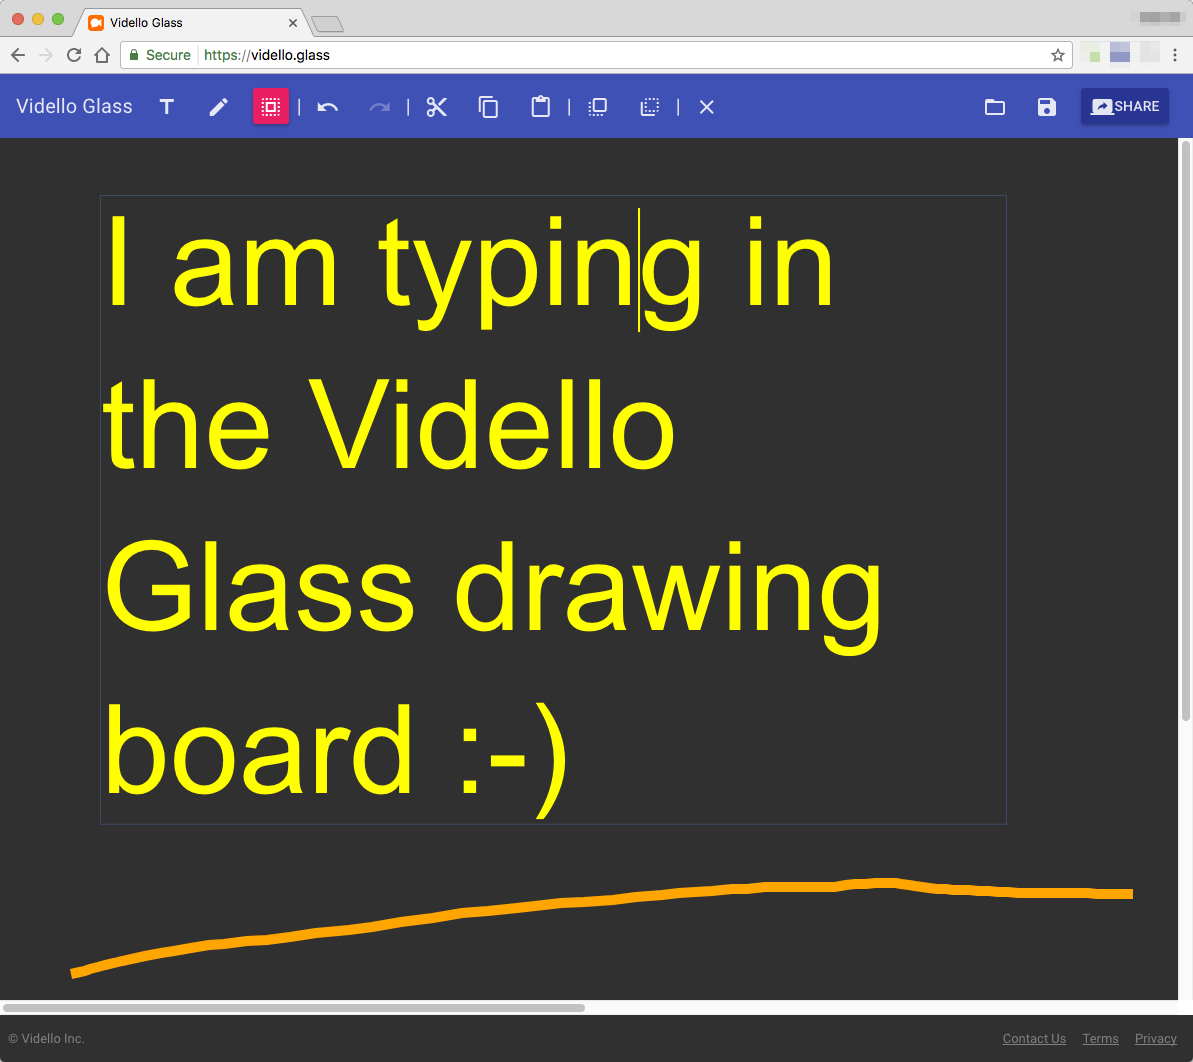 Vidello Glass
Secure https://vidello.glass
Vidello Glass T SHARE
I am typing in
the Vidello
Glass drawing
board :-)
© Vidello Inc. Contact Us Terms Privacy